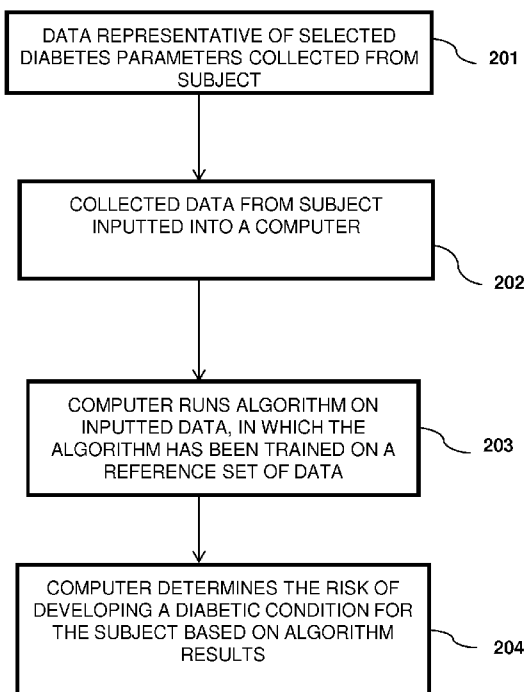 DATA REPRESENTATIVE OF SELECTED
DIABETES PARAMETERS COLLECTED FROM
SUBJECT
201
COLLECTED DATA FROM SUBJECT
INPUTTED INTO A COMPUTER
202
COMPUTER RUNS ALGORITHM ON
INPUTTED DATA, IN WHICH THE
ALGORITHM HAS BEEN TRAINED ON A
REFERENCE SET OF DATA
203
COMPUTER DETERMINES THE RISK OF
DEVELOPING A DIABETIC CONDITION FOR
THE SUBJECT BASED ON ALGORITHM
RESULTS
204